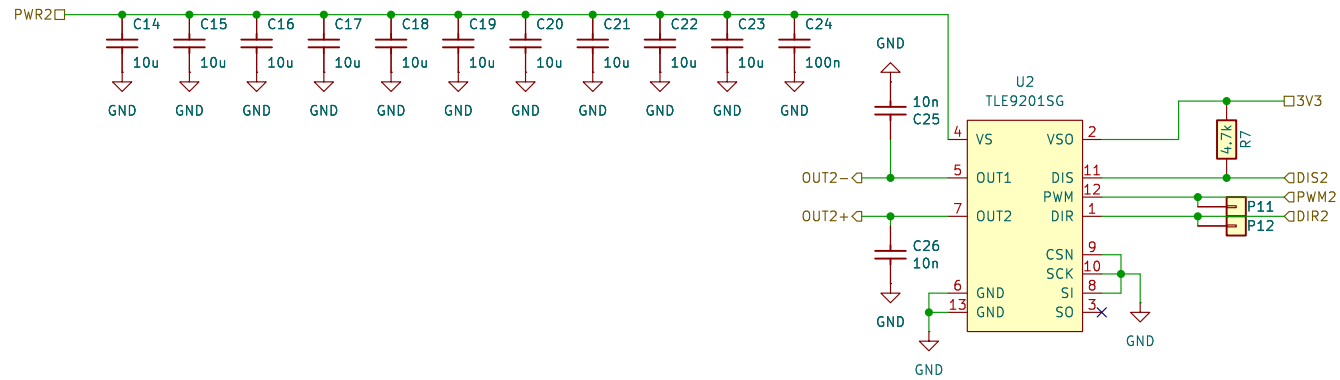 PWR2
C14 C15 C16 C17 C18 C19 C20 C21 C22 C23 C24
10u 10u 10u 10u 10u 10u 10u 10u 10u 10u 100n
GND GND GND GND GND GND GND GND GND GND GND
GND
10n
C25
U2
TLE9201SG
3V3
4.7k
R7
4 VS VSO 2
OUT2- 5 OUT1 DIS 11 DIS2
PWM 12 PWM2
P11
OUT2+ 7 OUT2 DIR 1 DIR2
P12
C26
10n
CSN 9
SCK 10
6 GND SI 8
13 GND SO 3
GND
GND
GND